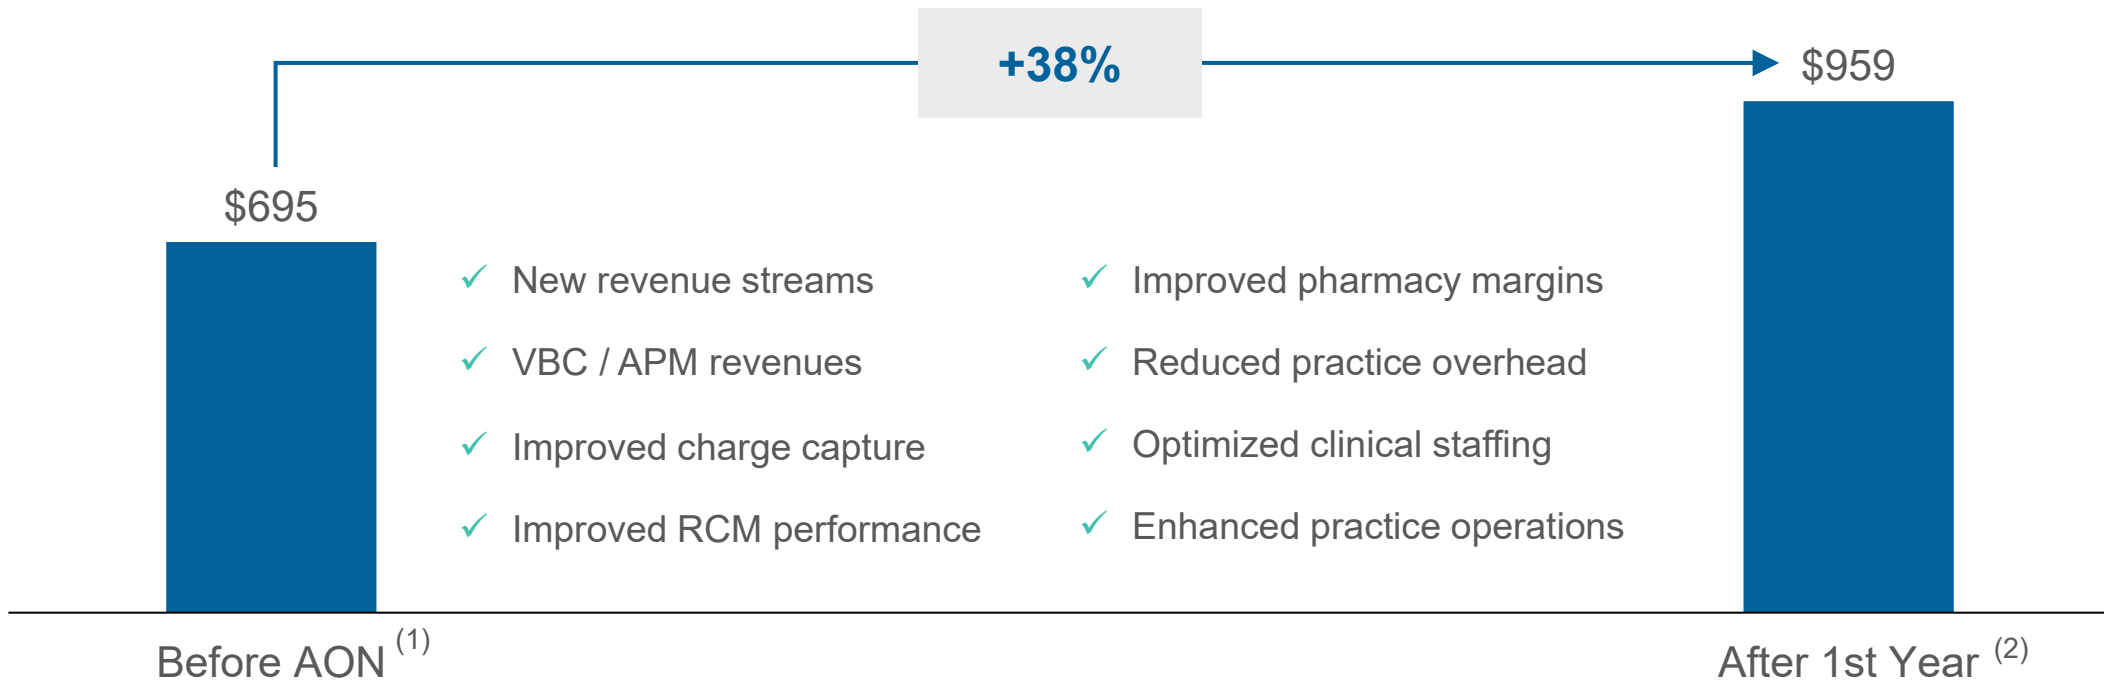 +38%
$959
$695
New revenue streams
VBC / APM revenues
Improved charge capture
Improved RCM performance
Improved pharmacy margins
Reduced practice overhead
Optimized clinical staffing
Enhanced practice operations
Before AON (1)
After 1st Year (2)